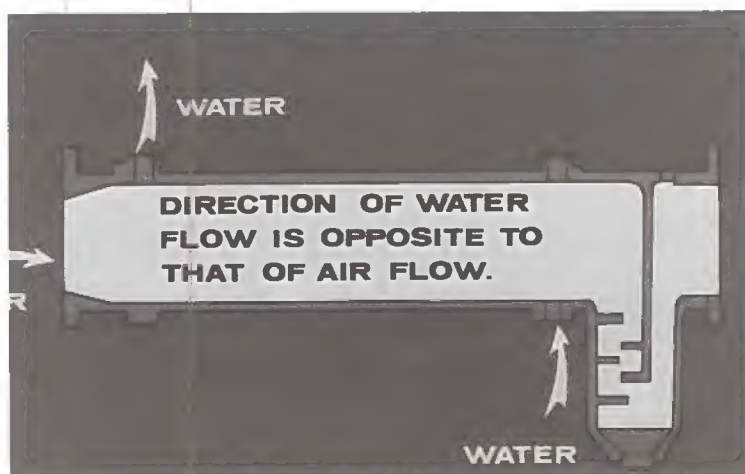 WATER
DIRECTION OF WATER
FLOW IS OPPOSITE TO
THAT OF AIR FLOW.
WATER